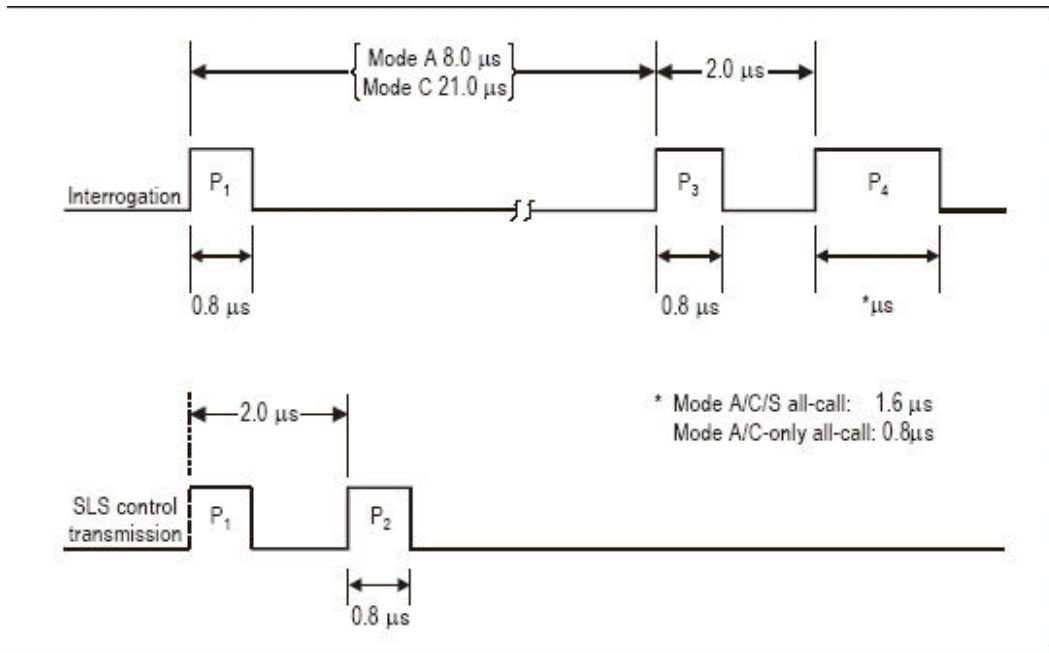 Mode A 8.0 µs
Mode C 21.0 µs
2.0 µs
Interrogation
P₁
P₃
P₄
0.8 µs
0.8 µs
*µs
2.0 µs
* Mode A/C/S all-call: 1.6 µs
Mode A/C-only all-call: 0.8µs
SLS control
transmission
P₁
P₂
0.8 µs